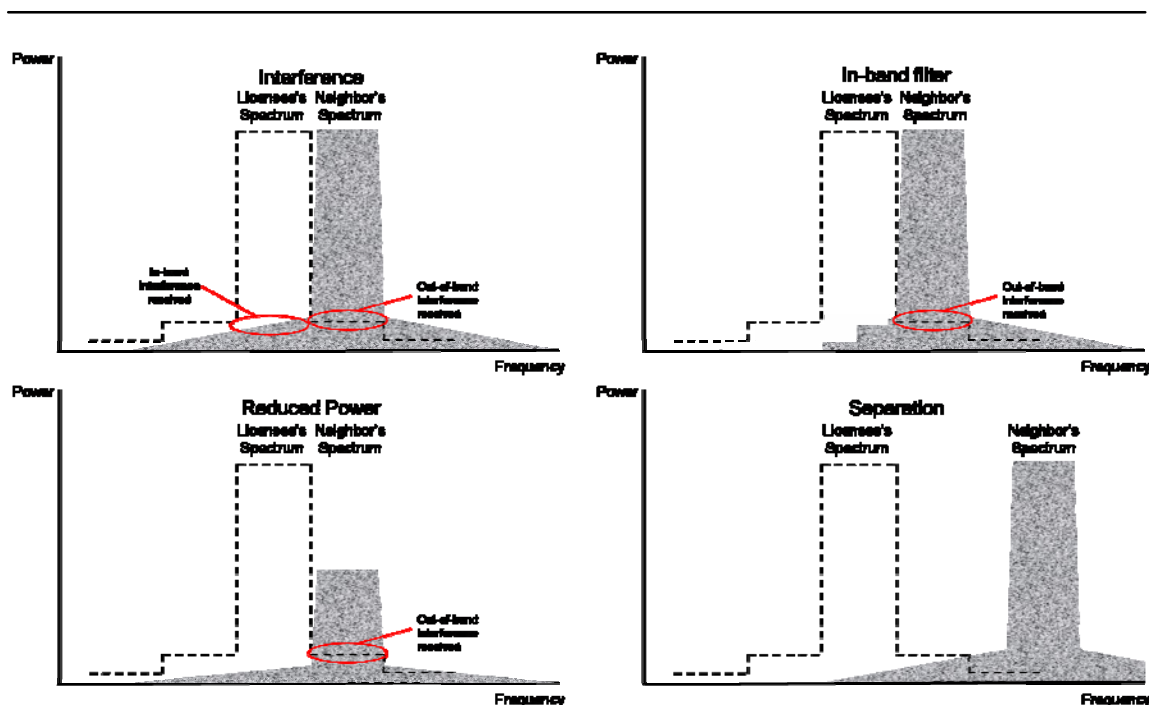 Power
Interference
Licensee's Neighbor's
Spectrum Spectrum
In-band
interference
received
Out-of-band
interference
received
Frequency
Power
In-band filter
Licensee's Neighbor's
Spectrum Spectrum
Out-of-band
interference
received
Frequency
Power
Reduced Power
Licensee's Neighbor's
Spectrum Spectrum
Out-of-band
interference
received
Frequency
Power
Separation
Licensee's Neighbor's
Spectrum Spectrum
Frequency